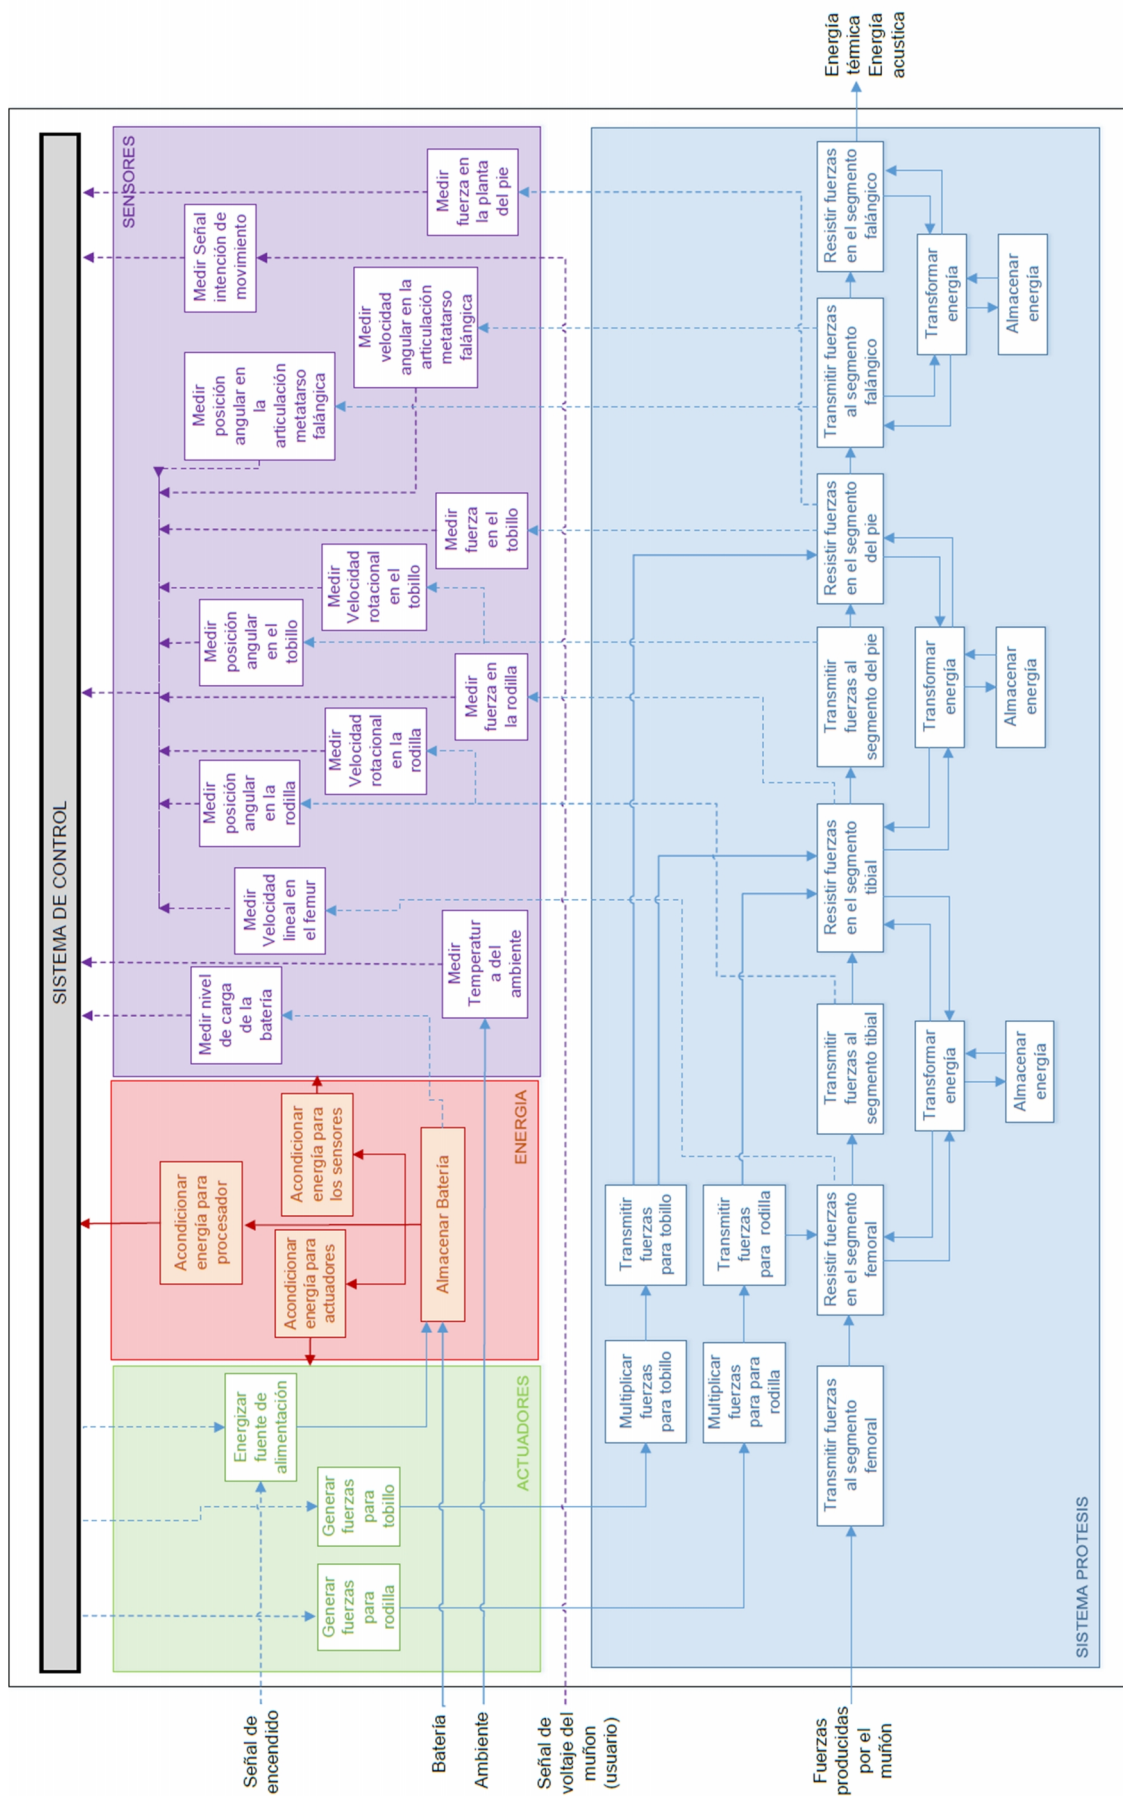 SISTEMA DE CONTROL
SENSORES
Medir nivel
de carga
de la
batería
Medir
Temperatur
a del
ambiente
Medir
Velocidad
lineal en
el femur
Medir
posición
angular
en la
rodilla
Medir
Velocidad
rotacional
en la
rodilla
Medir
fuerza en
la rodilla
Medir
posición
angular
en el
tobillo
Medir
Velocidad
rotacional
en el
tobillo
Medir
fuerza
en el
tobillo
Medir
posición
angular en
la
articulación
metatarso
falángica
Medir
velocidad
angular en la
articulación
metatarso
falángica
Medir Señal
intención de
movimiento
Medir
fuerza en
la planta
del pie
ENERGIA
Acondicionar
energía para
procesador
Acondicionar
energía para
los sensores
Acondicionar
energía para
actuadores
Almacenar Batería
ACTUADORES
Energizar
fuente de
alimentación
Generar
fuerzas
para
tobillo
Generar
fuerzas
para
rodilla
Señal de
encendido
Batería
Ambiente
Señal de
voltaje del
muñon
(usuario)
Fuerzas
producidas
por el
muñón
SISTEMA PROTESIS
Multiplicar
fuerzas
para tobillo
Transmitir
fuerzas
para tobillo
Multiplicar
fuerzas
para para
rodilla
Transmitir
fuerzas
para rodilla
Transmitir fuerzas
al segmento
femoral
Resistir fuerzas
en el segmento
femoral
Transmitir
fuerzas al
segmento tibial
Resistir fuerzas
en el segmento
tibial
Transmitir
fuerzas al
segmento del pie
Resistir fuerzas
en el segmento
del pie
Transmitir fuerzas
al segmento
falángico
Resistir fuerzas
en el segmento
falángico
Transformar
energía
Almacenar
energía
Transformar
energía
Almacenar
energía
Transformar
energía
Almacenar
energía
Energía
térmica
Energía
acustica